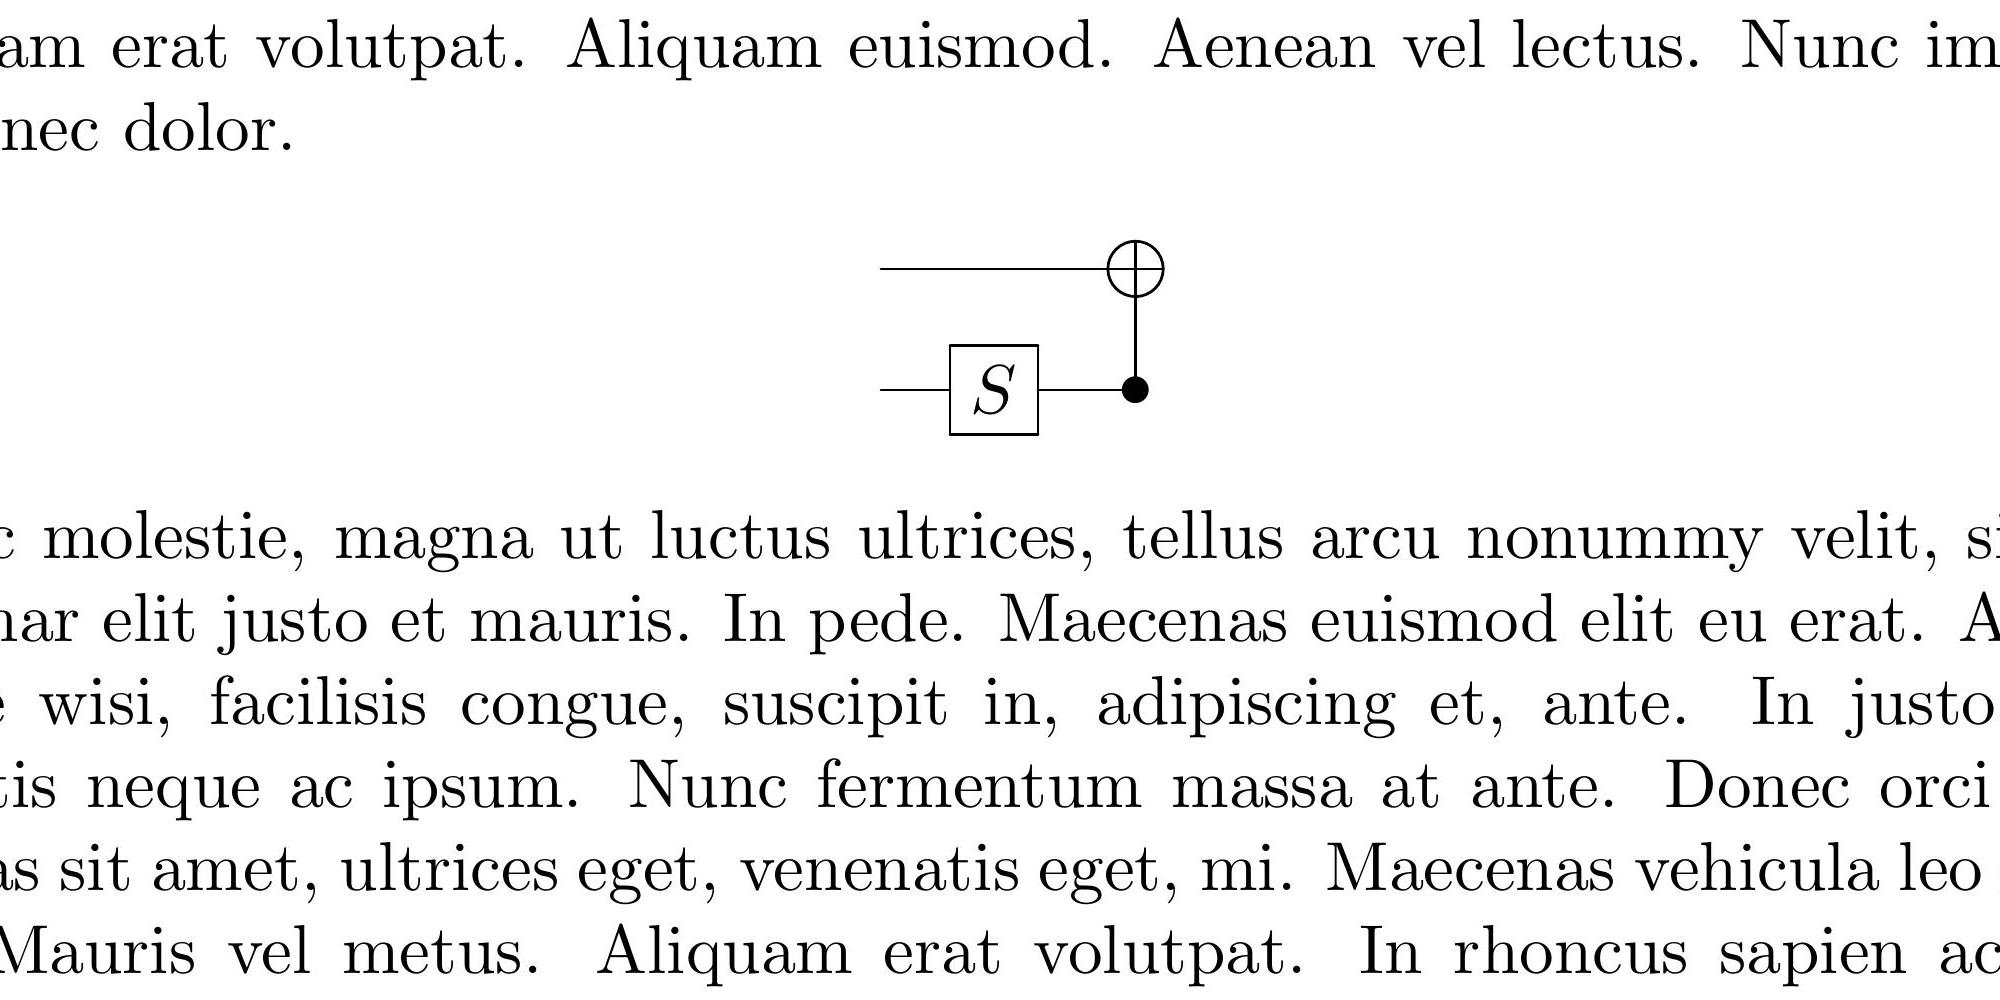 am erat volutpat. Aliquam euismod. Aenean vel lectus. Nunc im
nec dolor.
S
c molestie, magna ut luctus ultrices, tellus arcu nonummy velit, si
nar elit justo et mauris. In pede. Maecenas euismod elit eu erat. A
e wisi, facilisis congue, suscipit in, adipiscing et, ante. In justo
tis neque ac ipsum. Nunc fermentum massa at ante. Donec orci
as sit amet, ultrices eget, venenatis eget, mi. Maecenas vehicula leo
Mauris vel metus. Aliquam erat volutpat. In rhoncus sapien ac